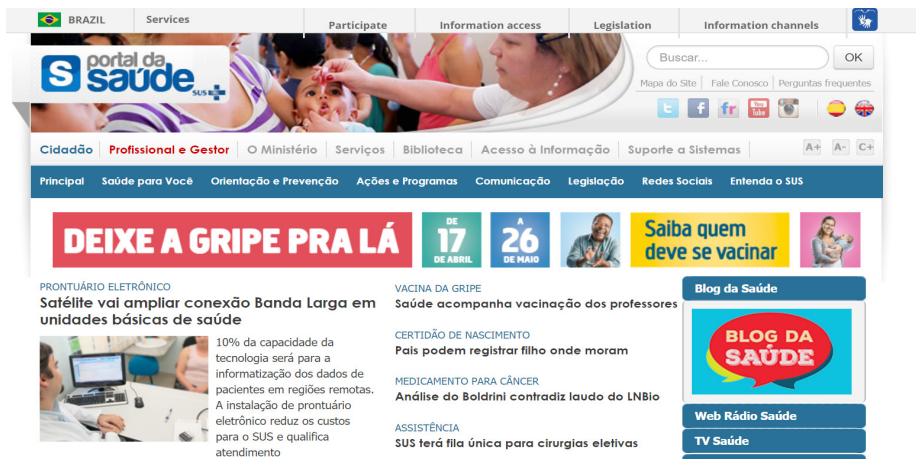 BRAZIL
Services
Participate
Information access
Legislation
Information channels
S portal da saúde SUS
Buscar...
OK
Mapa do Site | Fale Conosco | Perguntas frequentes
t f fr You Tube
Cidadão | Profissional e Gestor | O Ministério | Serviços | Biblioteca | Acesso à Informação | Suporte a Sistemas
A+ A- C+
Principal Saúde para Você Orientação e Prevenção Ações e Programas Comunicação Legislação Redes Sociais Entenda o SUS
DEIXE A GRIPE PRA LÁ
DE
17
DE ABRIL
A
26
DE MAIO
Saiba quem
deve se vacinar
PRONTUÁRIO ELETRÔNICO
Satélite vai ampliar conexão Banda Larga em
unidades básicas de saúde
10% da capacidade da
tecnologia será para a
informatização dos dados de
pacientes em regiões remotas.
A instalação de prontuário
eletrônico reduz os custos
para o SUS e qualifica
atendimento
VACINA DA GRIPE
Saúde acompanha vacinação dos professores
CERTIDÃO DE NASCIMENTO
Pais podem registrar filho onde moram
MEDICAMENTO PARA CÂNCER
Análise do Boldrini contradiz laudo do LNBio
ASSISTÊNCIA
SUS terá fila única para cirurgias eletivas
Blog da Saúde
BLOG DA
SAÚDE
Web Rádio Saúde
TV Saúde